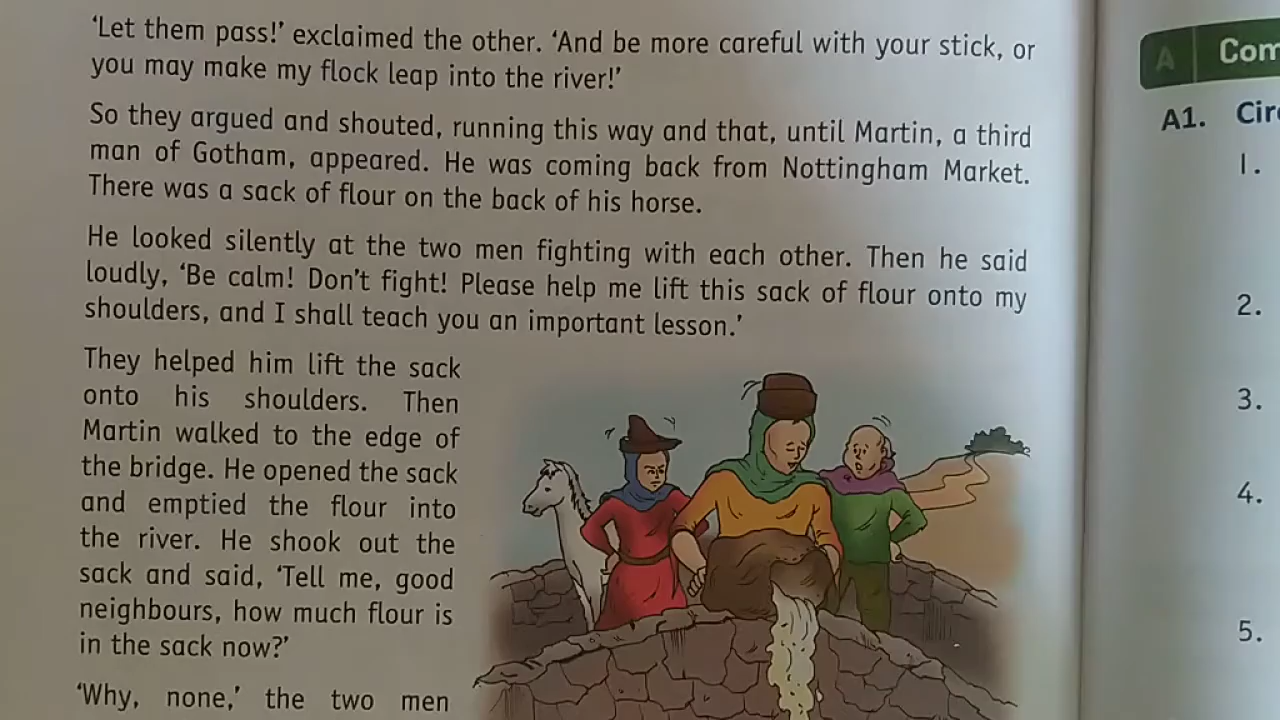 ‘Let them pass!’ exclaimed the other. ‘And be more careful with your stick, or
you may make my flock leap into the river!’
So they argued and shouted, running this way and that, until Martin, a third
man of Gotham, appeared. He was coming back from Nottingham Market.
There was a sack of flour on the back of his horse.
He looked silently at the two men fighting with each other. Then he said
loudly, ‘Be calm! Don’t fight! Please help me lift this sack of flour onto my
shoulders, and I shall teach you an important lesson.’
They helped him lift the sack
onto his shoulders. Then
Martin walked to the edge of
the bridge. He opened the sack
and emptied the flour into
the river. He shook out the
sack and said, ‘Tell me, good
neighbours, how much flour is
in the sack now?’
‘Why, none,’ the two men
A
A1.
1.
2.
3.
4.
5.